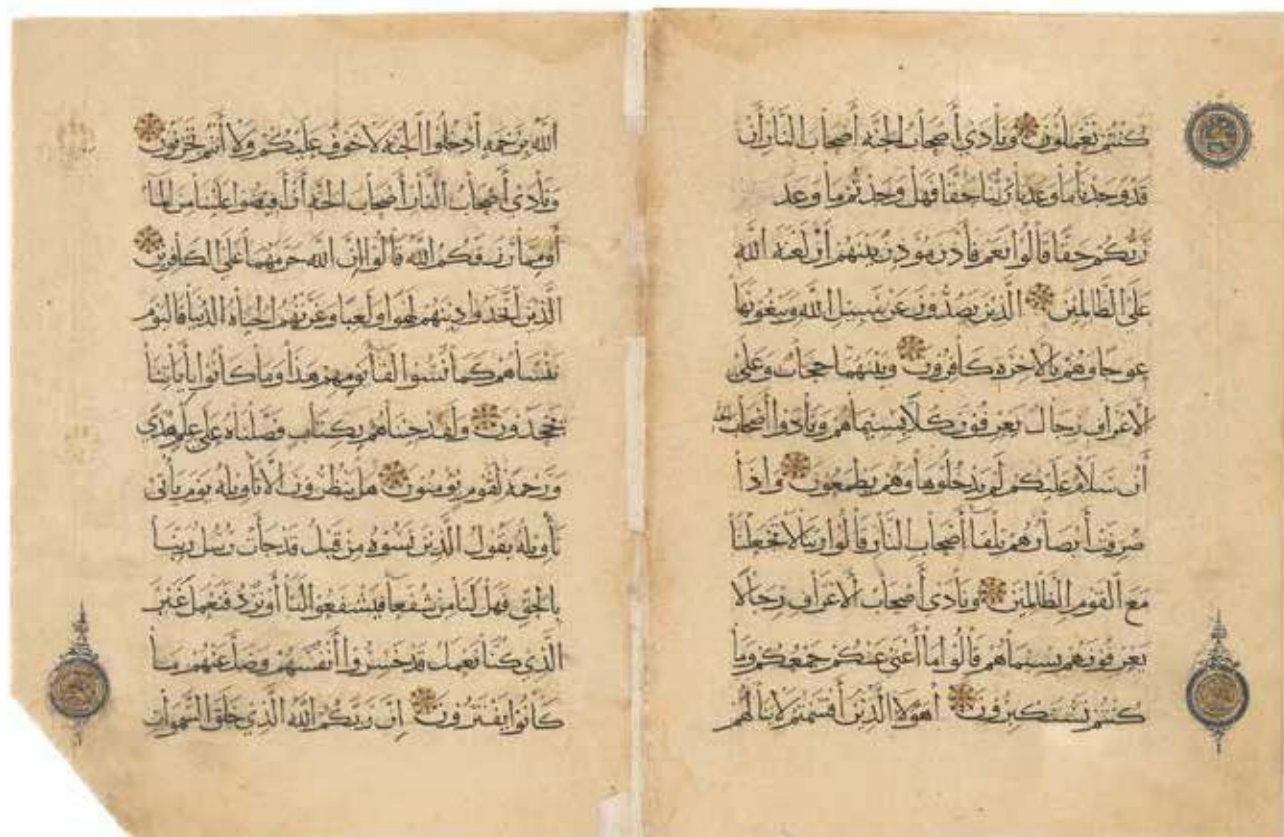 كنتم تعملون ونادى أصحاب الجنة أصحاب النار أن
قد وجدنا ما وعدنا ربنا حقا فهل وجدتم ما وعد
ربكم حقا قالوا نعم فأذن مؤذن بينهم أن لعنة الله
على الظالمين الذين يصدون عن سبيل الله ويبغونها
عوجا وهم بالآخرة كافرون وبينهما حجاب وعلى
الأعراف رجال يعرفون كلا بسيماهم ونادوا أصحاب الجنة
أن سلام عليكم لم يدخلوها وهم يطمعون وإذا
صرفت أبصارهم تلقاء أصحاب النار قالوا ربنا لا تجعلنا
مع القوم الظالمين ونادى أصحاب الأعراف رجالا
يعرفونهم بسيماهم قالوا ما أغنى عنكم جمعكم وما
كنتم تستكبرون أهولاء الذين أقسمتم لا ينالهم
الله برحمة ادخلوا الجنة لا خوف عليكم ولا أنتم تحزنون
ونادى أصحاب النار أصحاب الجنة أن أفيضوا علينا من الماء
أو مما رزقكم الله قالوا إن الله حرمهما على الكافرين
الذين اتخذوا دينهم لهوا ولعبا وغرتهم الحياة الدنيا فاليوم
ننساهم كما نسوا لقاء يومهم هذا وما كانوا بآياتنا
يجحدون ولقد جئناهم بكتاب فصلناه على علم هدى
ورحمة لقوم يؤمنون هل ينظرون إلا تأويله يوم يأتي
تأويله يقول الذين نسوه من قبل قد جاءت رسل ربنا
بالحق فهل لنا من شفعاء فيشفعوا لنا أو نرد فنعمل غير
الذي كنا نعمل قد خسروا أنفسهم وضل عنهم ما
كانوا يفترون إن ربكم الله الذي خلق السموات